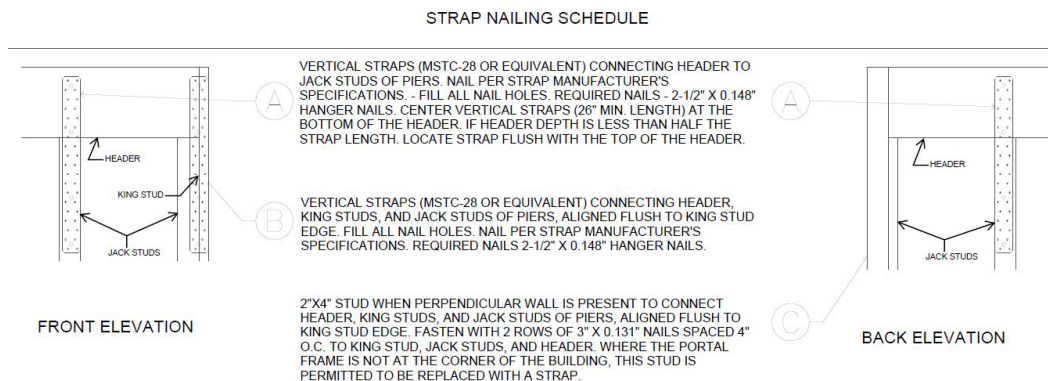 STRAP NAILING SCHEDULE
A
VERTICAL STRAPS (MSTC-28 OR EQUIVALENT) CONNECTING HEADER TO
JACK STUDS OF PIERS. NAIL PER STRAP MANUFACTURER'S
SPECIFICATIONS. - FILL ALL NAIL HOLES. REQUIRED NAILS - 2-1/2" X 0.148"
HANGER NAILS. CENTER VERTICAL STRAPS (26" MIN. LENGTH) AT THE
BOTTOM OF THE HEADER. IF HEADER DEPTH IS LESS THAN HALF THE
STRAP LENGTH. LOCATE STRAP FLUSH WITH THE TOP OF THE HEADER.
A
HEADER
KING STUD
JACK STUDS
B
VERTICAL STRAPS (MSTC-28 OR EQUIVALENT) CONNECTING HEADER,
KING STUDS, AND JACK STUDS OF PIERS, ALIGNED FLUSH TO KING STUD
EDGE. FILL ALL NAIL HOLES. NAIL PER STRAP MANUFACTURER'S
SPECIFICATIONS. REQUIRED NAILS 2-1/2" X 0.148" HANGER NAILS.
HEADER
JACK STUDS
FRONT ELEVATION
2"X4" STUD WHEN PERPENDICULAR WALL IS PRESENT TO CONNECT
HEADER, KING STUDS, AND JACK STUDS OF PIERS, ALIGNED FLUSH TO
KING STUD EDGE. FASTEN WITH 2 ROWS OF 3" X 0.131" NAILS SPACED 4"
O.C. TO KING STUD, JACK STUDS, AND HEADER. WHERE THE PORTAL
FRAME IS NOT AT THE CORNER OF THE BUILDING, THIS STUD IS
PERMITTED TO BE REPLACED WITH A STRAP.
C
BACK ELEVATION